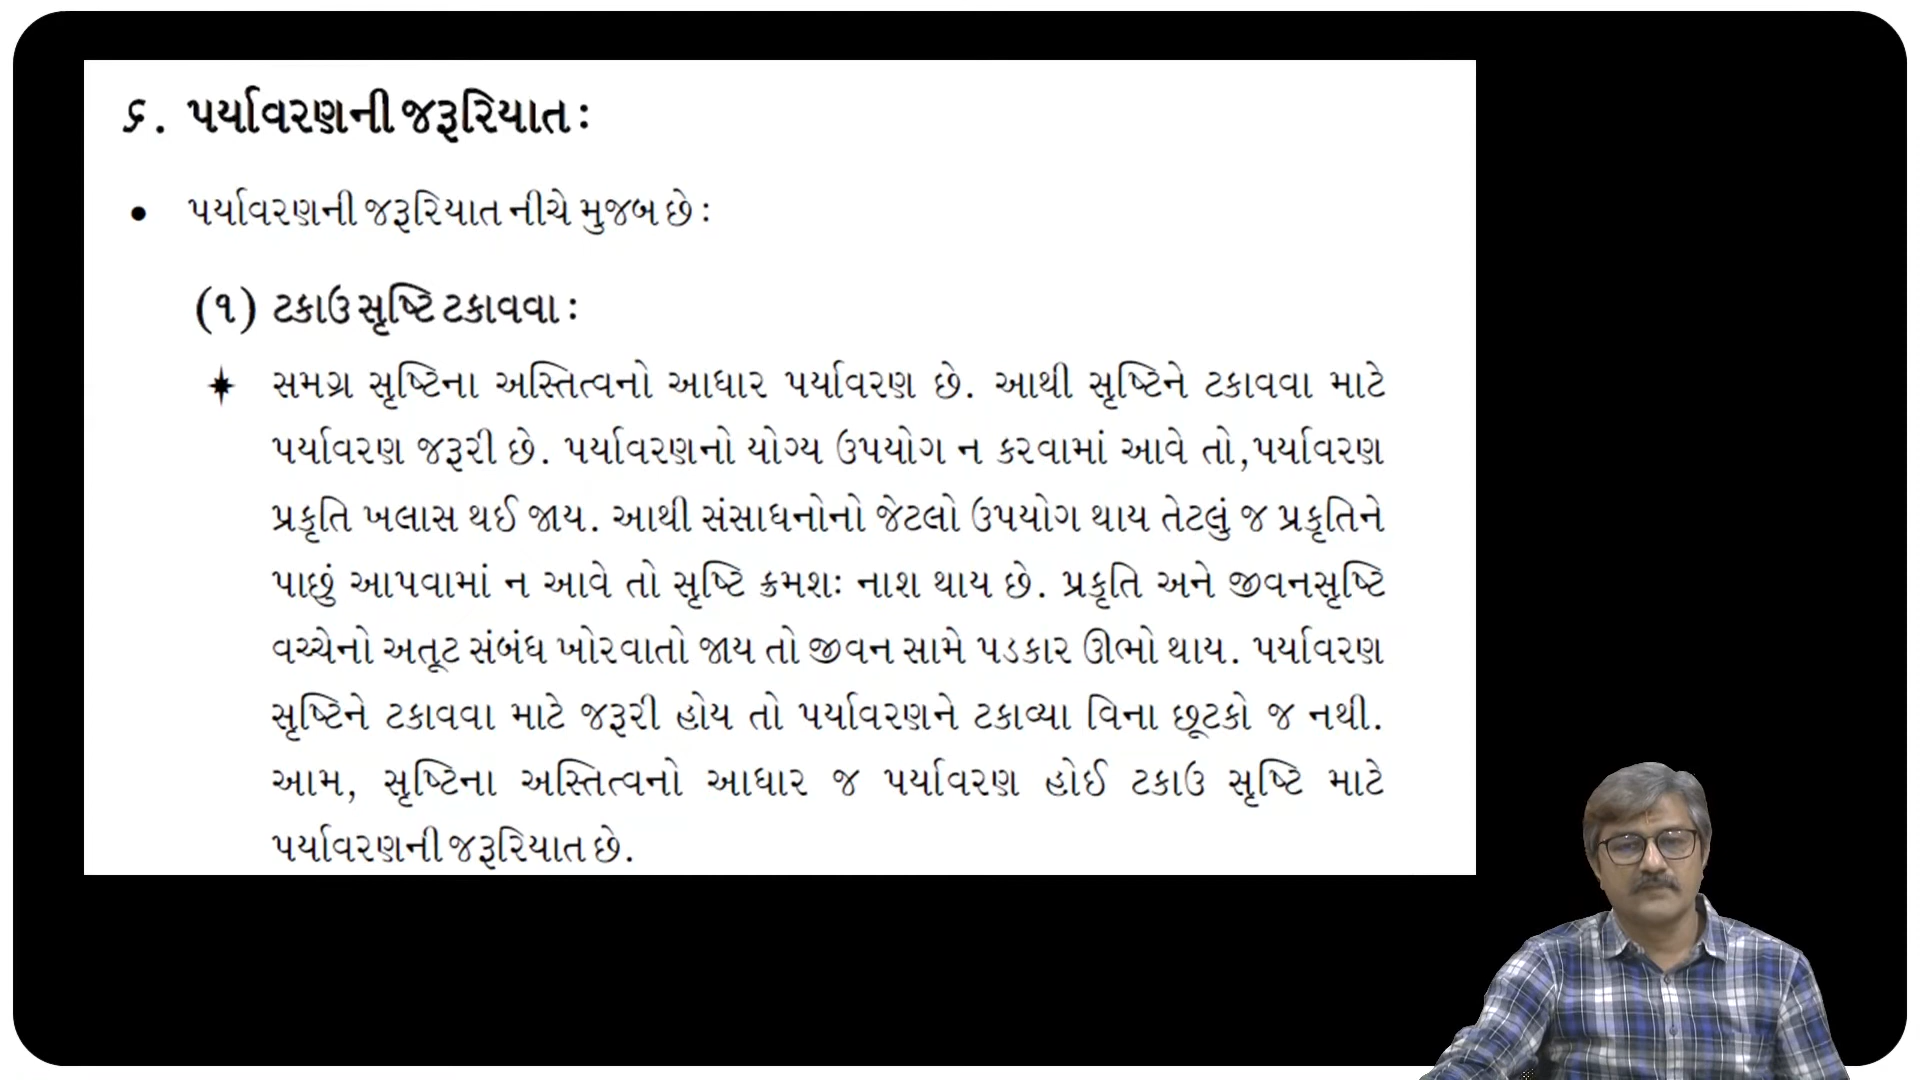 ૬. પર્યાવરણની જરૂરિયાત :
• પર્યાવરણની જરૂરિયાત નીચે મુજબ છે :
(૧) ટકાઉ સૃષ્ટિ ટકાવવા :
✶ સમગ્ર સૃષ્ટિના અસ્તિત્વનો આધાર પર્યાવરણ છે. આથી સૃષ્ટિને ટકાવવા માટે
પર્યાવરણ જરૂરી છે. પર્યાવરણનો યોગ્ય ઉપયોગ ન કરવામાં આવે તો,પર્યાવરણ
પ્રકૃતિ ખલાસ થઈ જાય. આથી સંસાધનોનો જેટલો ઉપયોગ થાય તેટલું જ પ્રકૃતિને
પાછું આપવામાં ન આવે તો સૃષ્ટિ ક્રમશઃ નાશ થાય છે. પ્રકૃતિ અને જીવનસૃષ્ટિ
વચ્ચેનો અતૂટ સંબંધ ખોરવાતો જાય તો જીવન સામે પડકાર ઊભો થાય. પર્યાવરણ
સૃષ્ટિને ટકાવવા માટે જરૂરી હોય તો પર્યાવરણને ટકાવ્યા વિના છૂટકો જ નથી.
આમ, સૃષ્ટિના અસ્તિત્વનો આધાર જ પર્યાવરણ હોઈ ટકાઉ સૃષ્ટિ માટે
પર્યાવરણની જરૂરિયાત છે.